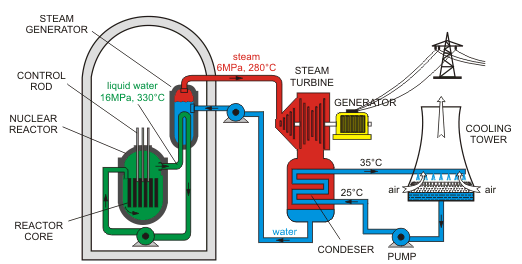 STEAM
GENERATOR
CONTROL
ROD
NUCLEAR
REACTOR
REACTOR
CORE
liquid water
16MPa, 330°C
steam
6MPa, 280°C
STEAM
TURBINE
GENERATOR
COOLING
TOWER
35°C
25°C
air
air
water
CONDESER
PUMP